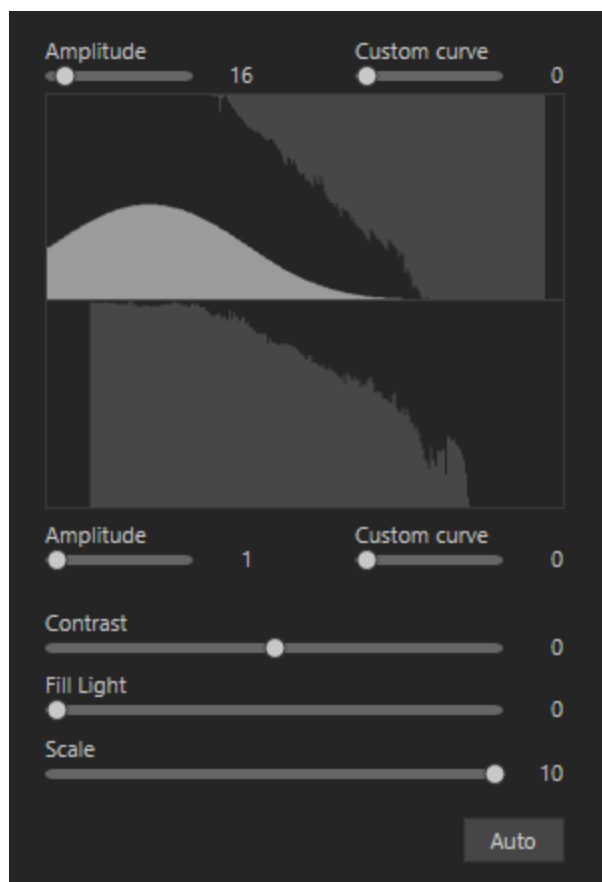 Amplitude Custom curve
16 0
Amplitude Custom curve
1 0
Contrast
0
Fill Light
0
Scale
10
Auto